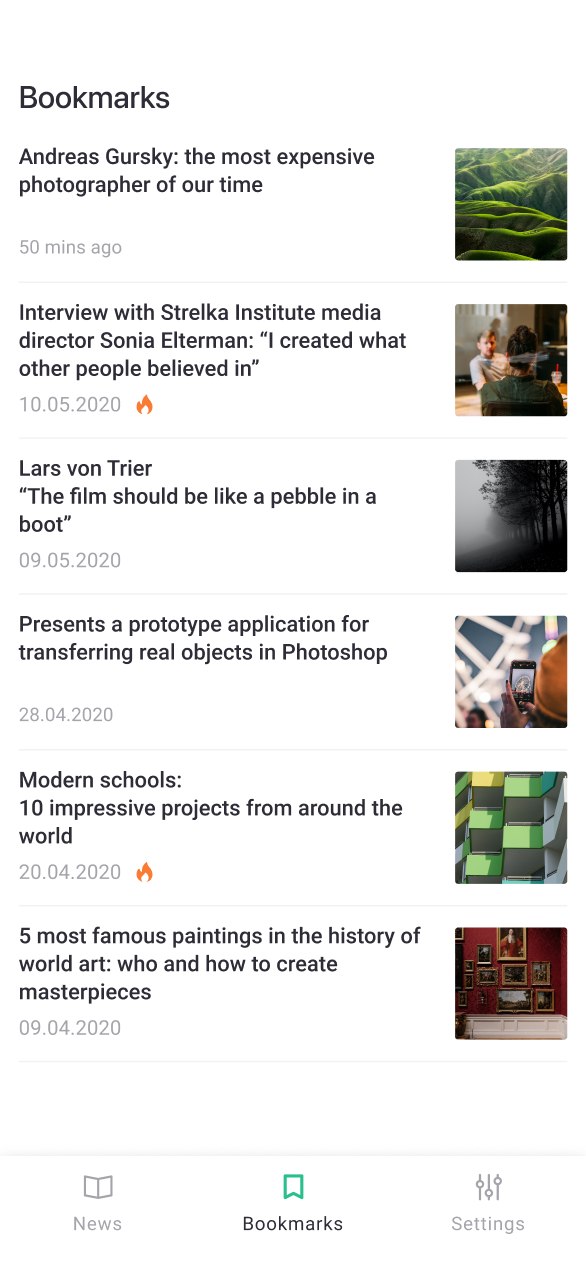 Bookmarks
Andreas Gursky: the most expensive
photographer of our time
50 mins ago
Interview with Strelka Institute media
director Sonia Elterman: “I created what
other people believed in”
10.05.2020
Lars von Trier
“The film should be like a pebble in a
boot”
09.05.2020
Presents a prototype application for
transferring real objects in Photoshop
28.04.2020
Modern schools:
10 impressive projects from around the
world
20.04.2020
5 most famous paintings in the history of
world art: who and how to create
masterpieces
09.04.2020
News
Bookmarks
Settings